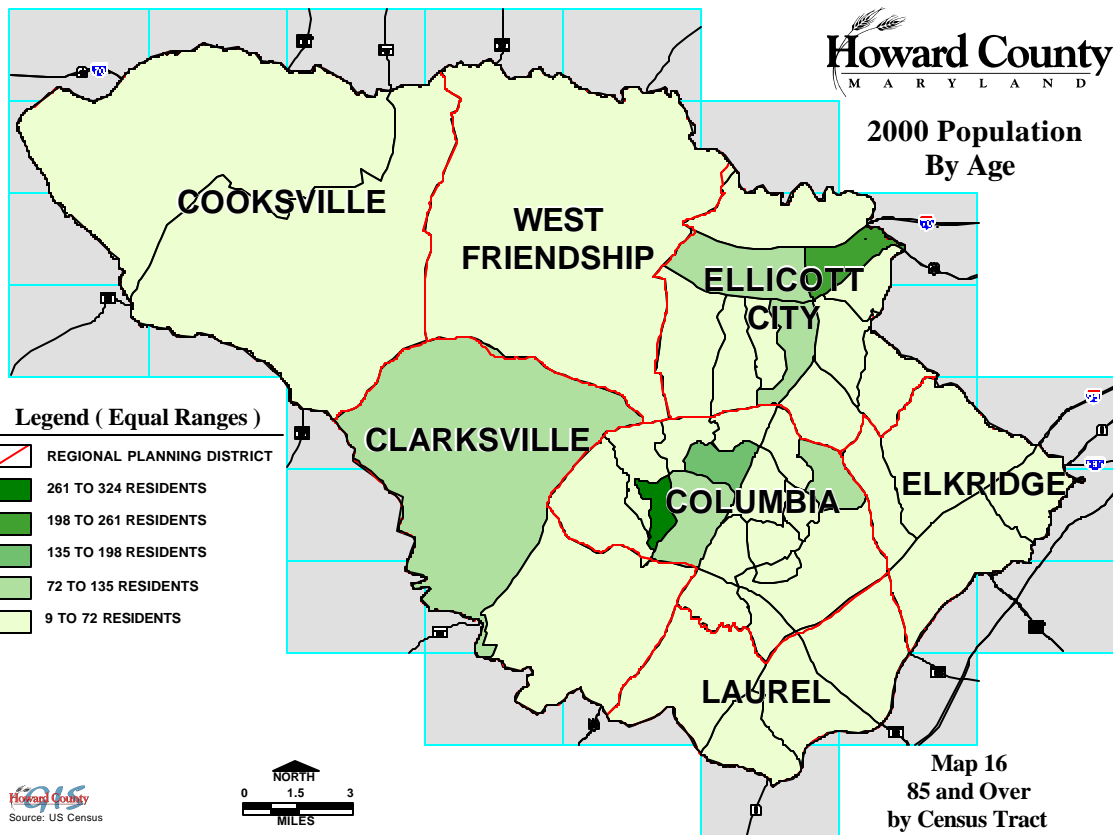 Howard County
MARYLAND
2000 Population
By Age
COOKSVILLE
WEST
FRIENDSHIP
ELLICOTT
CITY
CLARKSVILLE
COLUMBIA
ELKRIDGE
LAUREL
Legend ( Equal Ranges )
REGIONAL PLANNING DISTRICT
261 TO 324 RESIDENTS
198 TO 261 RESIDENTS
135 TO 198 RESIDENTS
72 TO 135 RESIDENTS
9 TO 72 RESIDENTS
NORTH
0 1.5 3
MILES
Howard County
GIS
Source: US Census
Map 16
85 and Over
by Census Tract
70